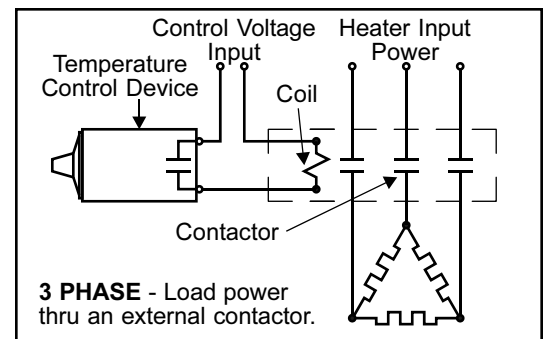 Control Voltage
Input
Heater Input
Power
Temperature
Control Device
Coil
Contactor
3 PHASE - Load power
thru an external contactor.